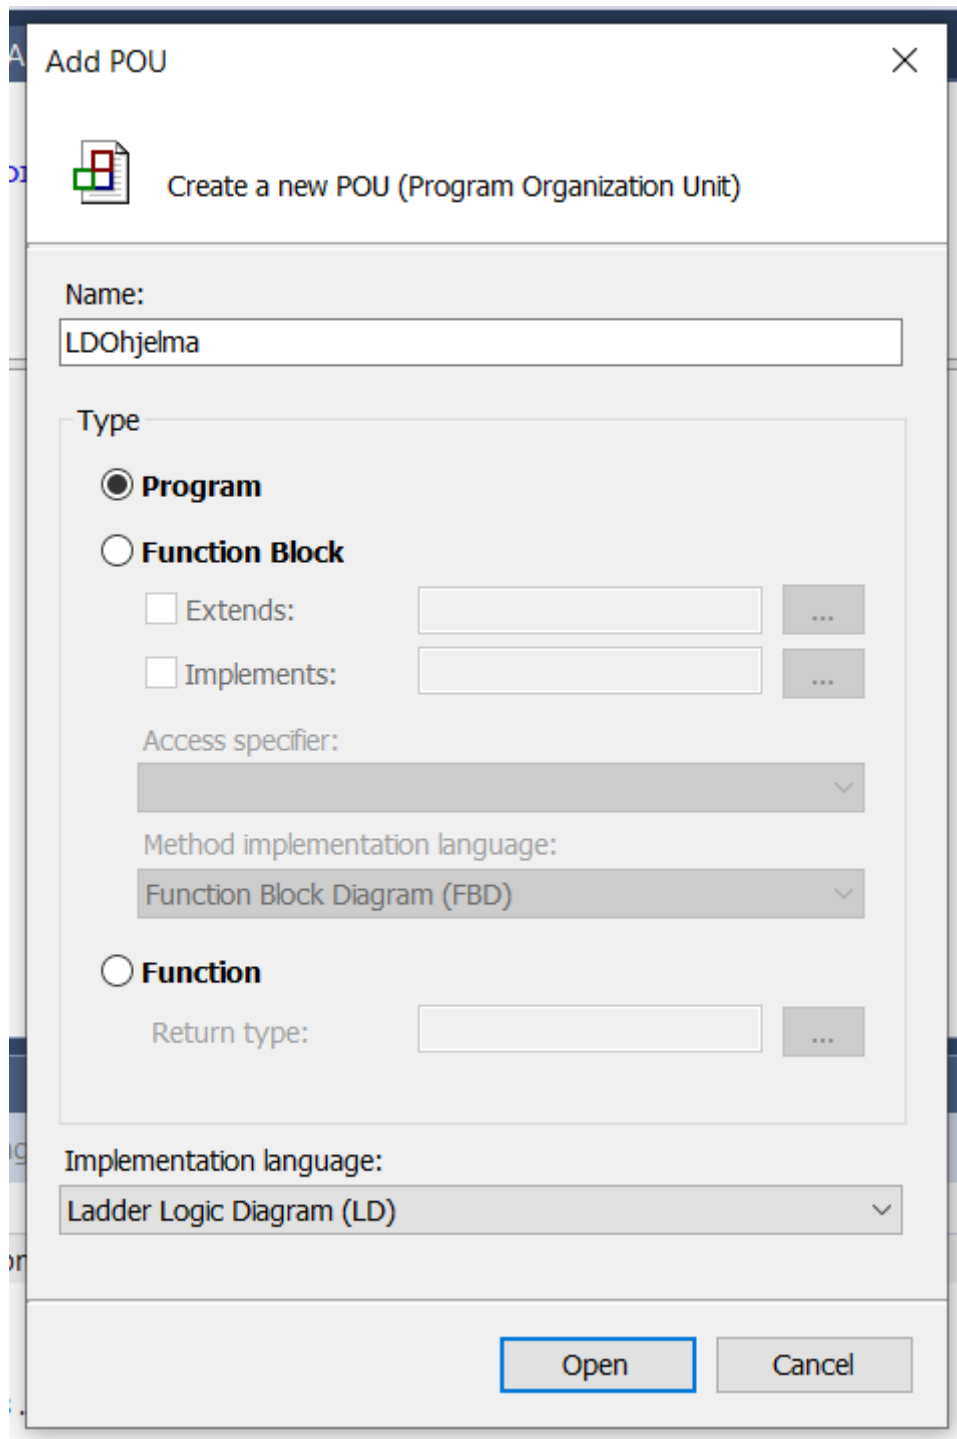 Add POU
Create a new POU (Program Organization Unit)
Name:
LDOhjelma
Type
Program
Function Block
Extends:
...
Implements:
...
Access specifier:
Method implementation language:
Function Block Diagram (FBD)
Function
Return type:
...
Implementation language:
Ladder Logic Diagram (LD)
Open
Cancel